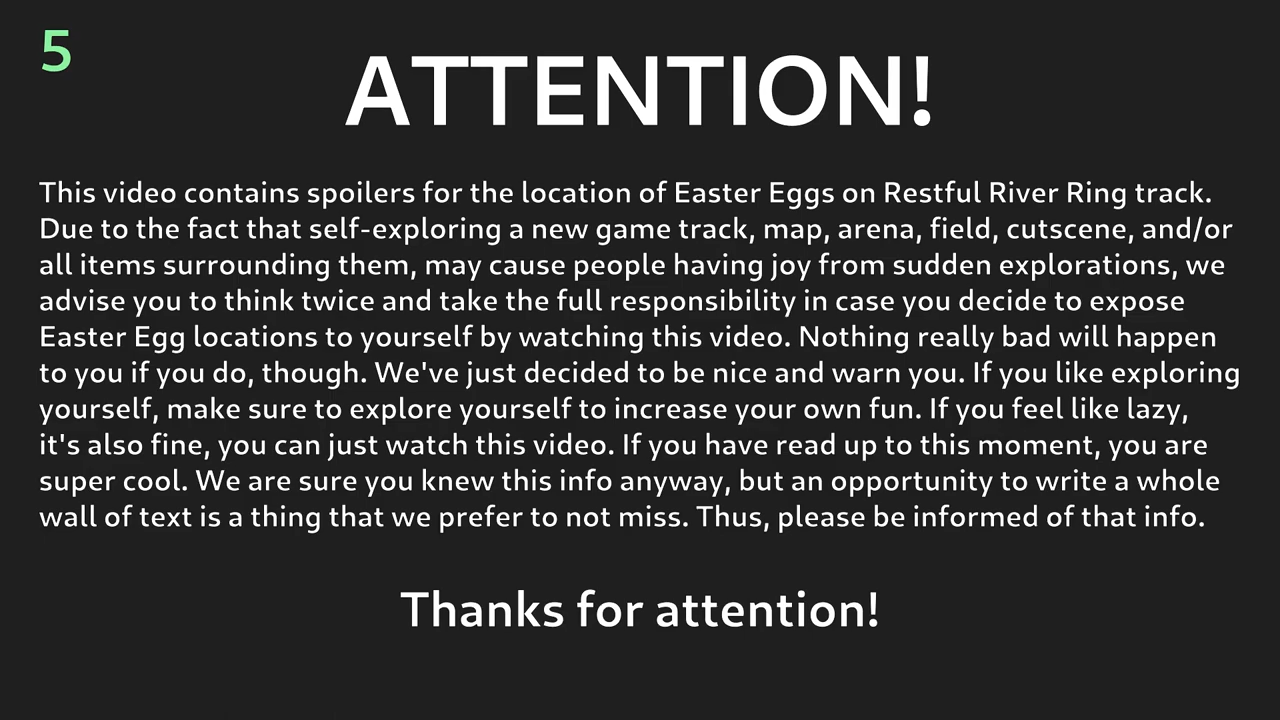 5
ATTENTION!
This video contains spoilers for the location of Easter Eggs on Restful River Ring track.
Due to the fact that self-exploring a new game track, map, arena, field, cutscene, and/or
all items surrounding them, may cause people having joy from sudden explorations, we
advise you to think twice and take the full responsibility in case you decide to expose
Easter Egg locations to yourself by watching this video. Nothing really bad will happen
to you if you do, though. We've just decided to be nice and warn you. If you like exploring
yourself, make sure to explore yourself to increase your own fun. If you feel like lazy,
it's also fine, you can just watch this video. If you have read up to this moment, you are
super cool. We are sure you knew this info anyway, but an opportunity to write a whole
wall of text is a thing that we prefer to not miss. Thus, please be informed of that info.
Thanks for attention!